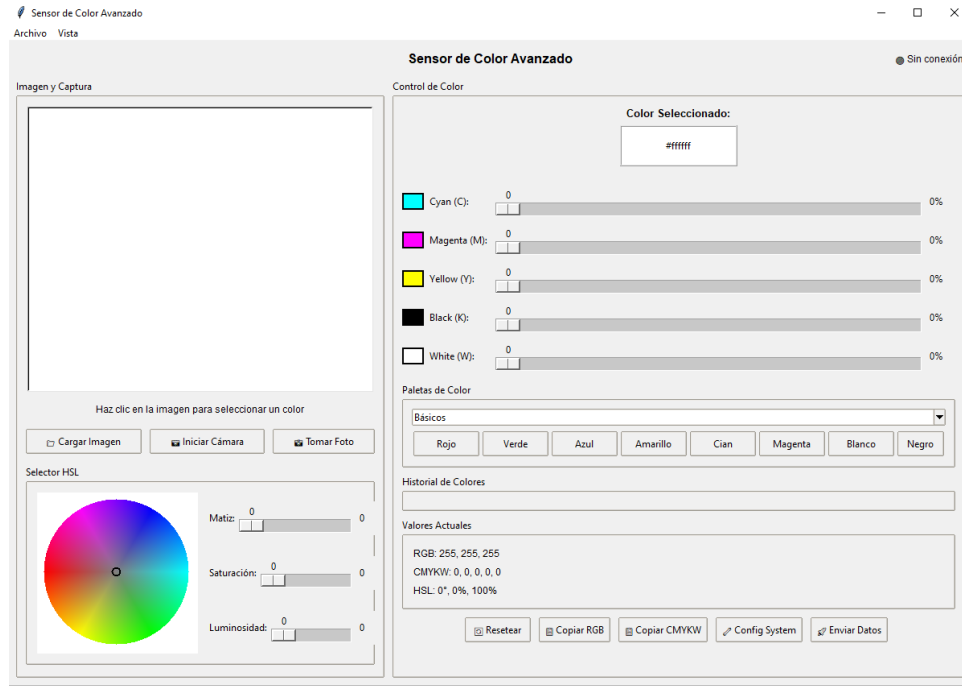 Sensor de Color Avanzado
Archivo Vista
Sensor de Color Avanzado
Sin conexión
Imagen y Captura
Haz clic en la imagen para seleccionar un color
Cargar Imagen
Iniciar Cámara
Tomar Foto
Selector HSL
Matiz: 0 0
Saturación: 0 0
Luminosidad: 0 0
Control de Color
Color Seleccionado:
#ffffff
Cyan (C): 0 0%
Magenta (M): 0 0%
Yellow (Y): 0 0%
Black (K): 0 0%
White (W): 0 0%
Paletas de Color
Básicos
Rojo Verde Azul Amarillo Cian Magenta Blanco Negro
Historial de Colores
Valores Actuales
RGB: 255, 255, 255
CMYKW: 0, 0, 0, 0, 0
HSL: 0°, 0%, 100%
Resetear Copiar RGB Copiar CMYKW Config System Enviar Datos